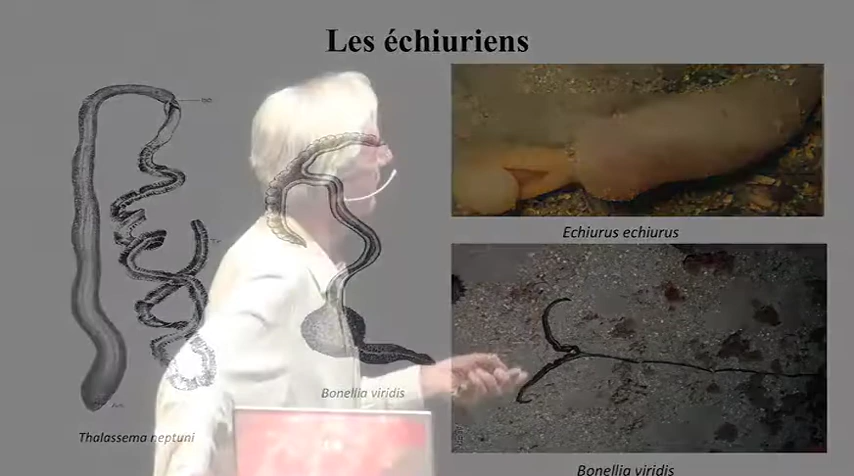 Les échiuriens
Echiurus echiurus
Bonellia viridis
Thalassema neptuni
Bonellia viridis